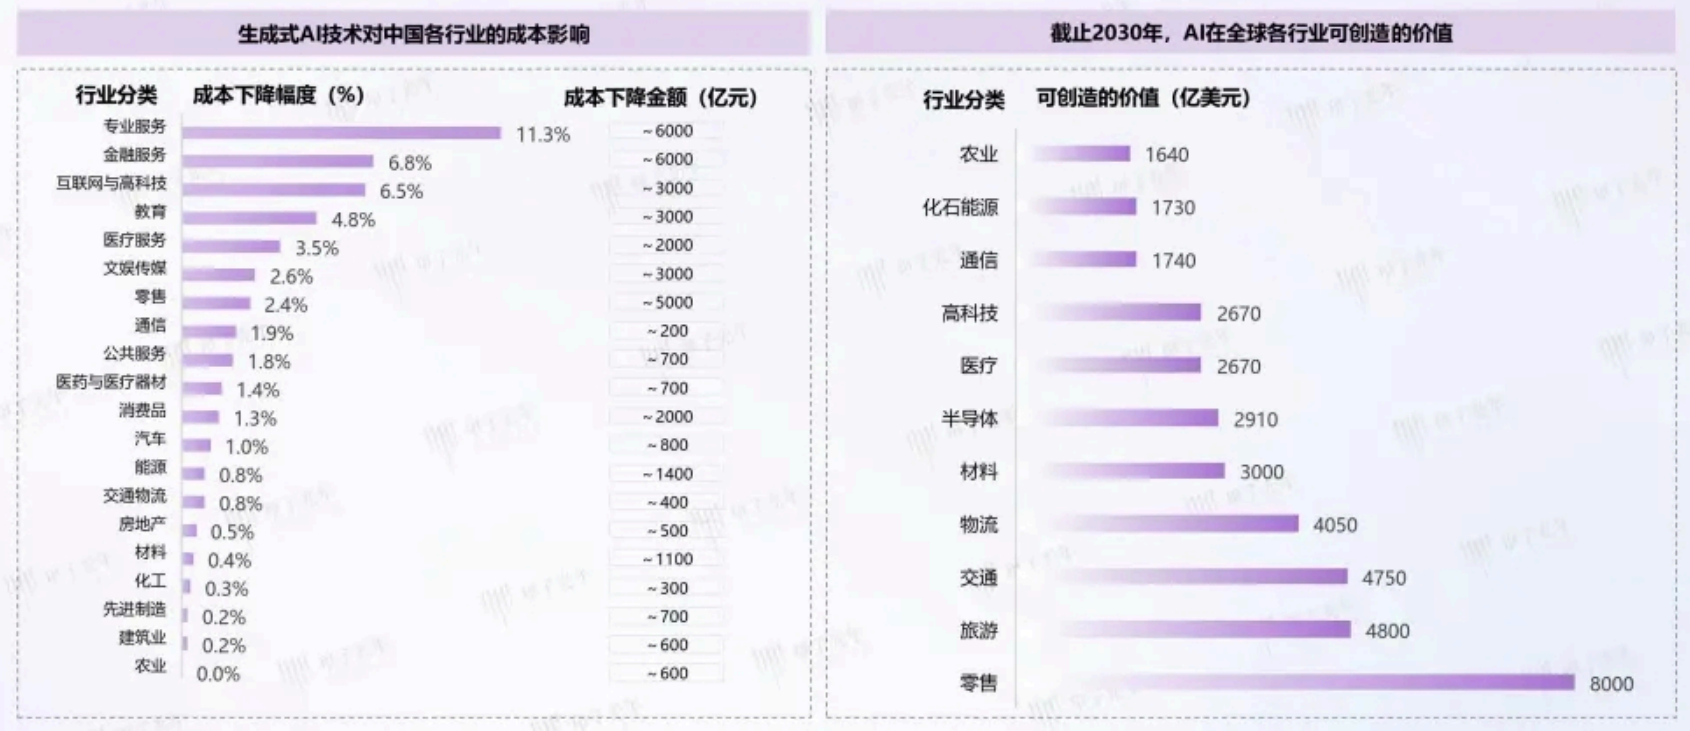 生成式AI技术对中国各行业的成本影响
行业分类 成本下降幅度（%） 成本下降金额（亿元）
专业服务 11.3% ~6000
金融服务 6.8% ~6000
互联网与高科技 6.5% ~3000
教育 4.8% ~3000
医疗服务 3.5% ~2000
文娱传媒 2.6% ~3000
零售 2.4% ~5000
通信 1.9% ~200
公共服务 1.8% ~700
医药与医疗器材 1.4% ~700
消费品 1.3% ~2000
汽车 1.0% ~800
能源 0.8% ~1400
交通物流 0.8% ~400
房地产 0.5% ~500
材料 0.4% ~1100
化工 0.3% ~300
先进制造 0.2% ~700
建筑业 0.2% ~600
农业 0.0% ~600
截止2030年，AI在全球各行业可创造的价值
行业分类 可创造的价值（亿美元）
农业 1640
化石能源 1730
通信 1740
高科技 2670
医疗 2670
半导体 2910
材料 3000
物流 4050
交通 4750
旅游 4800
零售 8000